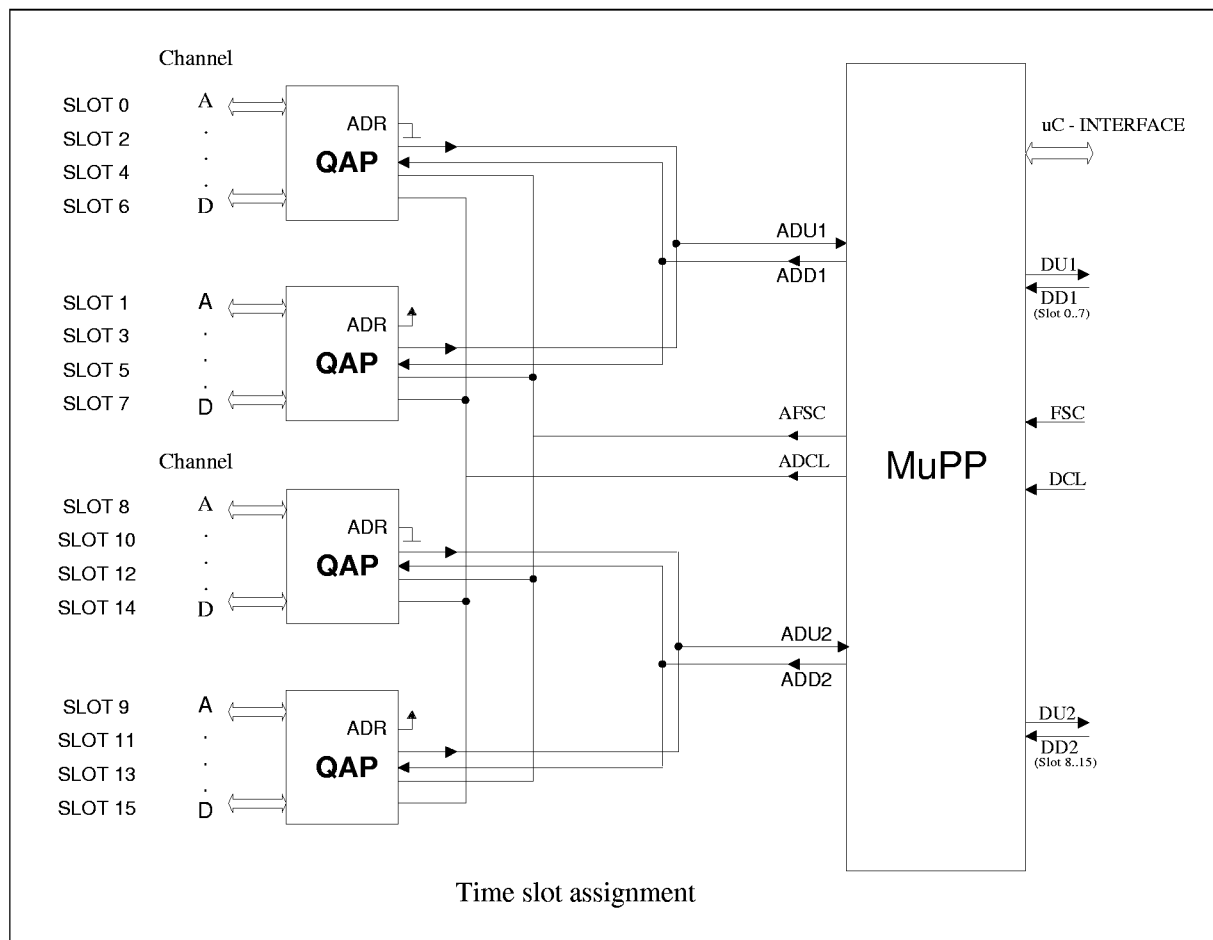 Channel
SLOT 0 A
SLOT 2 .
SLOT 4 .
SLOT 6 D
ADR
QAP
SLOT 1 A
SLOT 3 .
SLOT 5 .
SLOT 7 D
ADR
QAP
Channel
SLOT 8 A
SLOT 10 .
SLOT 12 .
SLOT 14 D
ADR
QAP
SLOT 9 A
SLOT 11 .
SLOT 13 .
SLOT 15 D
ADR
QAP
ADU1
ADD1
AFSC
ADCL
ADU2
ADD2
MuPP
uC - INTERFACE
DU1
DD1
(Slot 0..7)
FSC
DCL
DU2
DD2
(Slot 8..15)
Time slot assignment